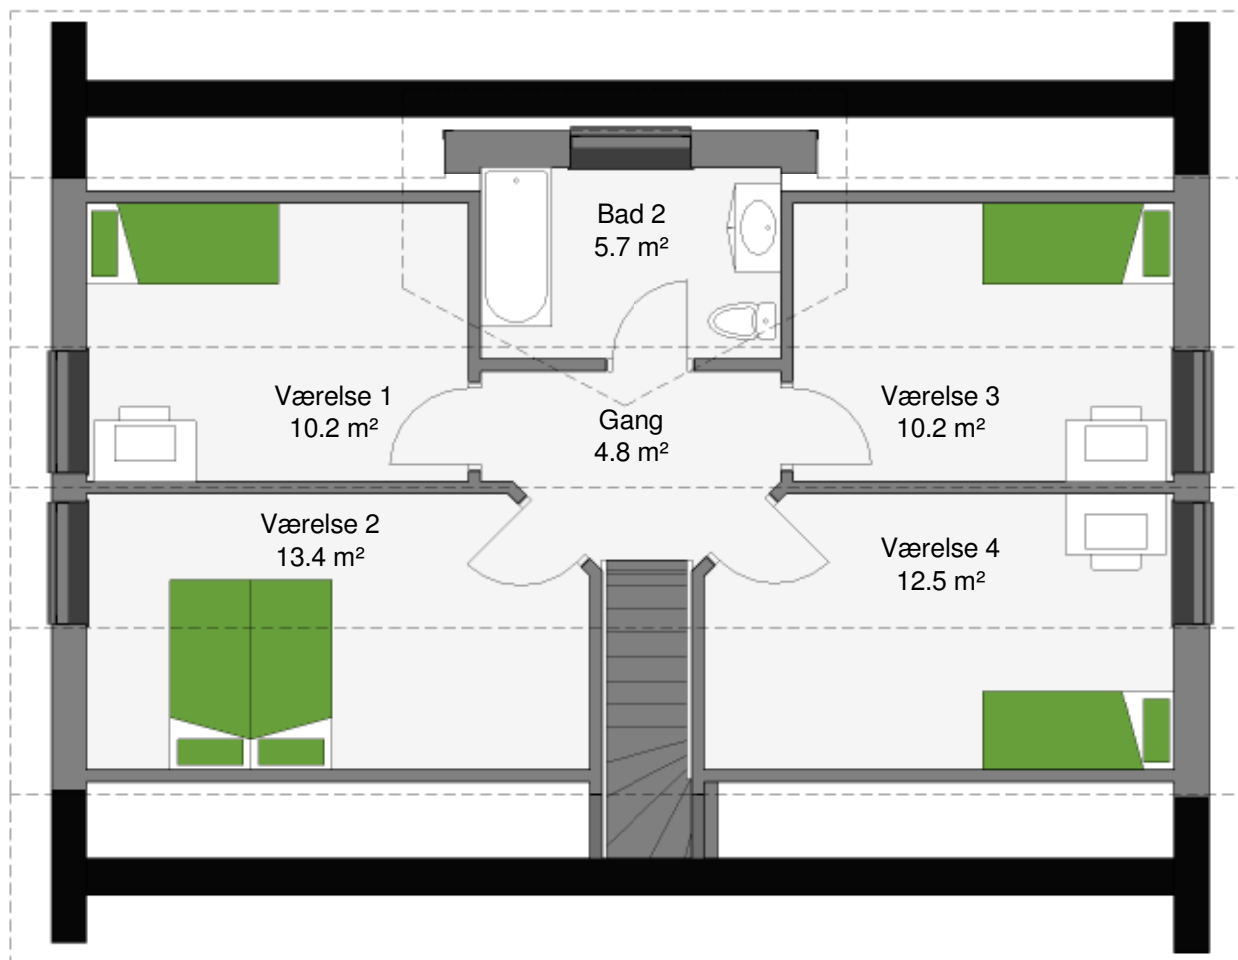 Bad 2
5.7 m²
Værelse 1
10.2 m²
Værelse 3
10.2 m²
Gang
4.8 m²
Værelse 2
13.4 m²
Værelse 4
12.5 m²